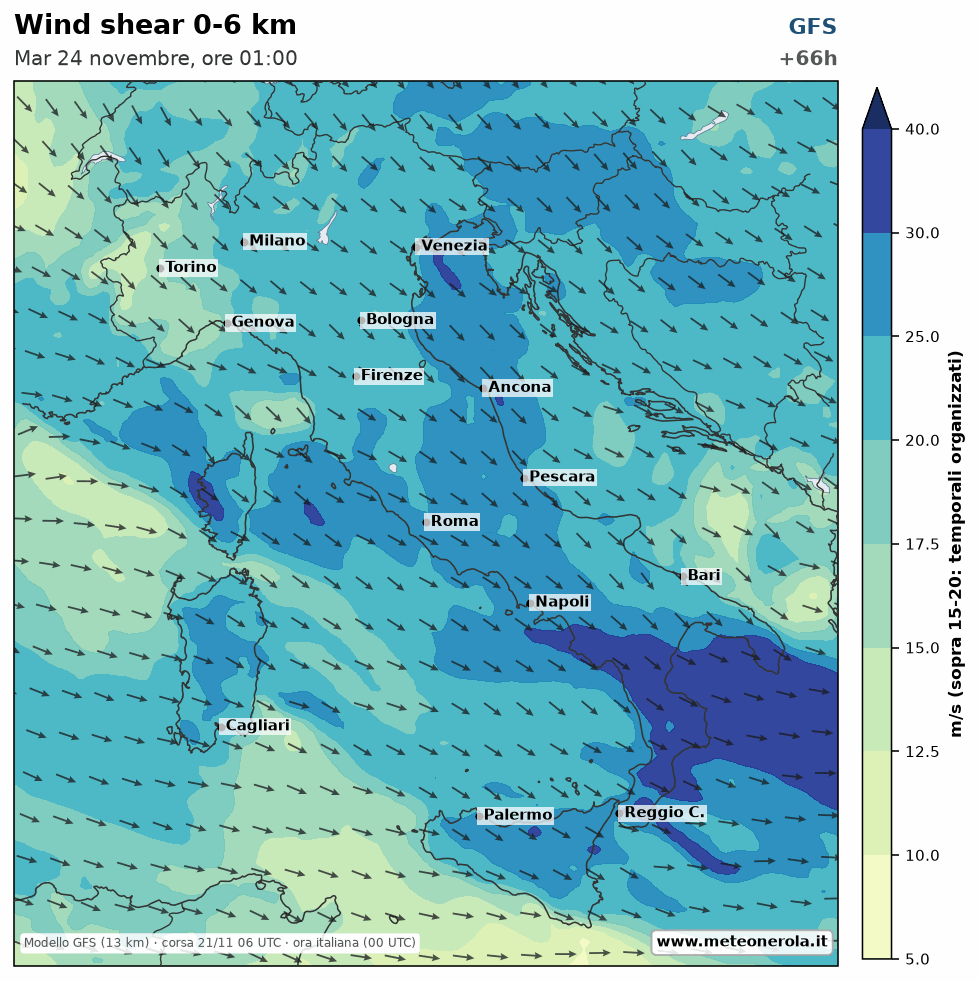 Wind shear 0-6 km
GFS
Mar 24 novembre, ore 01:00
+66h
40.0
30.0
25.0
20.0
17.5
15.0
12.5
10.0
5.0
m/s (sopra 15-20: temporali organizzati)
Milano
Venezia
Torino
Genova
Bologna
Firenze
Ancona
Pescara
Roma
Bari
Napoli
Cagliari
Palermo
Reggio C.
Modello GFS (13 km) · corsa 21/11 06 UTC · ora italiana (00 UTC)
www.meteonerola.it